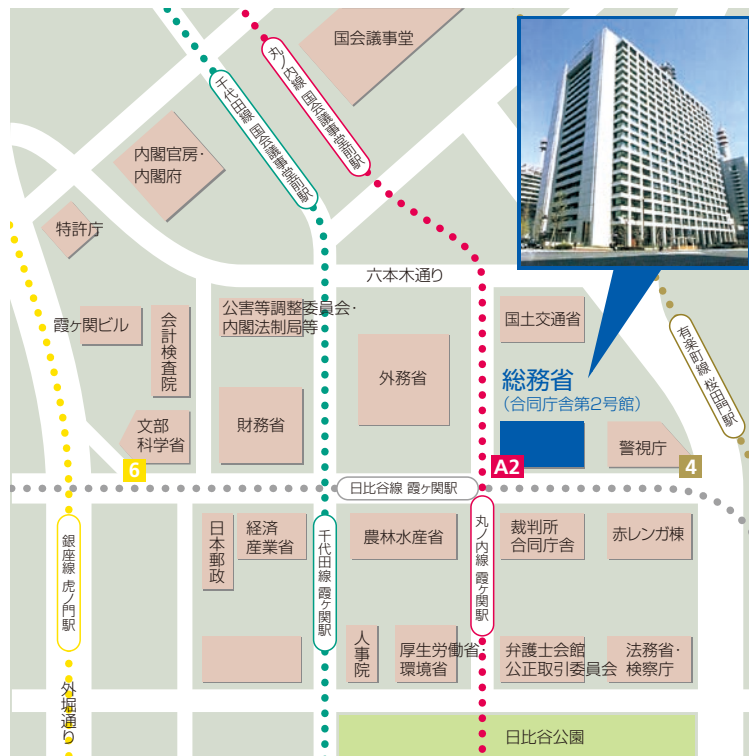 国会議事堂
丸ノ内線 国会議事堂前駅
千代田線 国会議事堂前駅
内閣官房・
内閣府
特許庁
六本木通り
公害等調整委員会・
内閣法制局等
霞ヶ関ビル
会計検査院
国土交通省
有楽町線 桜田門駅
外務省
総務省
(合同庁舎第2号館)
文部
科学省
財務省
警視庁
6
A2
4
日比谷線 霞ヶ関駅
銀座線 虎ノ門駅
日本郵政
経済
産業省
千代田線 霞ヶ関駅
農林水産省
丸ノ内線 霞ヶ関駅
裁判所
合同庁舎
赤レンガ棟
人事院
厚生労働省・
環境省
弁護士会館
公正取引委員会
法務省・
検察庁
外堀通り
日比谷公園